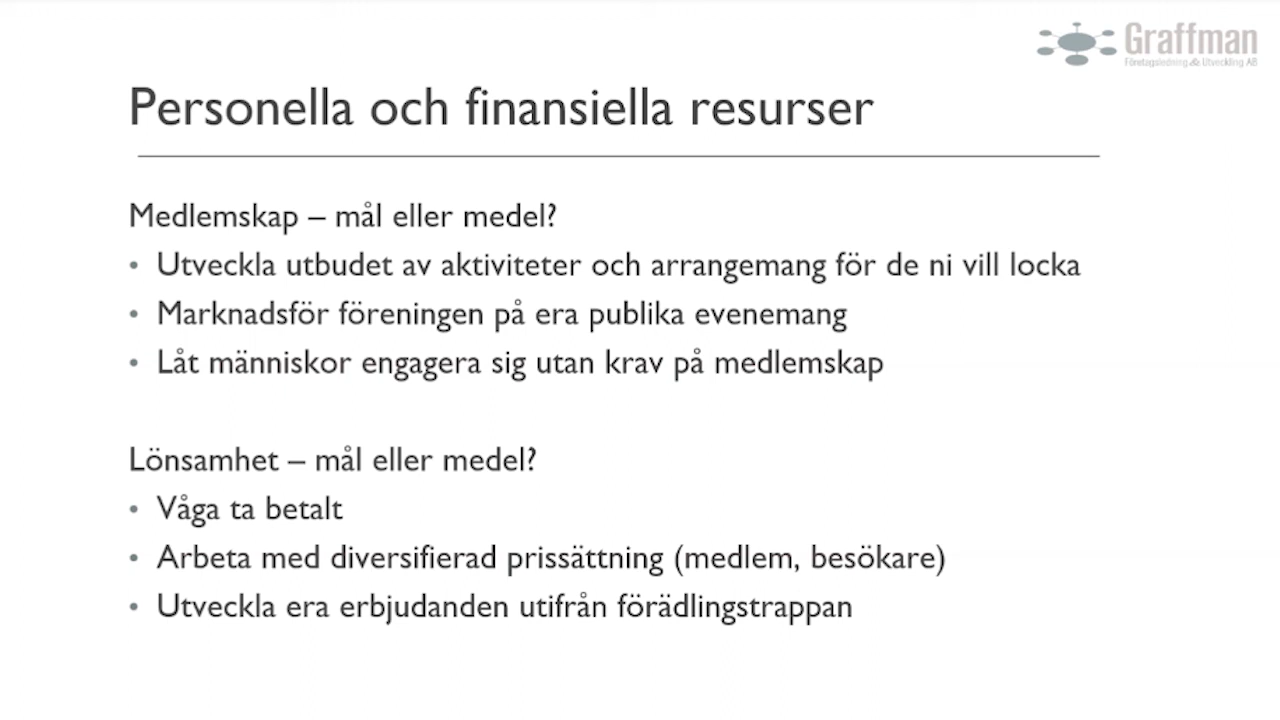 Graffman
Företagsledning & Utveckling AB
Personella och finansiella resurser
Medlemskap – mål eller medel?
• Utveckla utbudet av aktiviteter och arrangemang för de ni vill locka
• Marknadsför föreningen på era publika evenemang
• Låt människor engagera sig utan krav på medlemskap
Lönsamhet – mål eller medel?
• Våga ta betalt
• Arbeta med diversifierad prissättning (medlem, besökare)
• Utveckla era erbjudanden utifrån förädlingstrappan